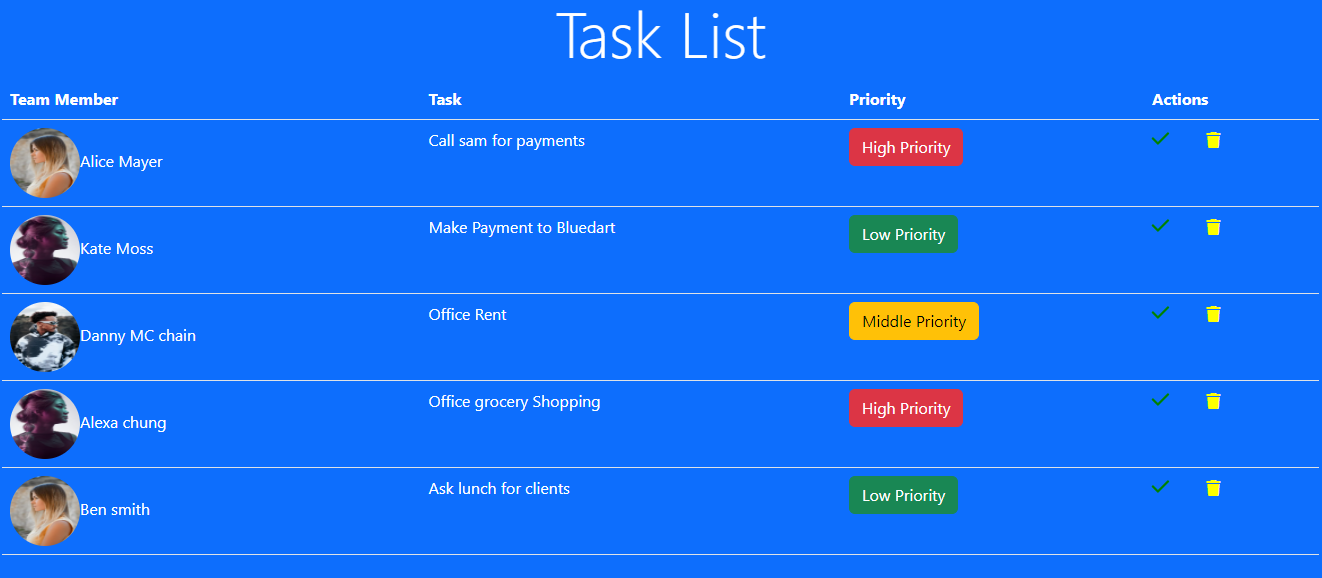 Task List
Team Member Task Priority Actions
Alice Mayer Call sam for payments High Priority
Kate Moss Make Payment to Bluedart Low Priority
Danny MC chain Office Rent Middle Priority
Alexa chung Office grocery Shopping High Priority
Ben smith Ask lunch for clients Low Priority